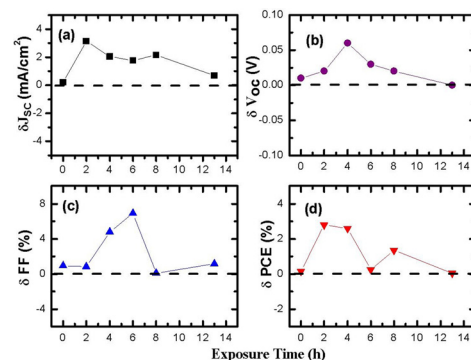 (a)
δJSC (mA/cm²)
4
2
0
-2
-4
0 2 4 6 8 10 12 14
(b)
δ VOC (V)
0.10
0.05
0.00
-0.05
-0.10
0 2 4 6 8 10 12 14
(c)
δ FF (%)
8
4
0
-4
0 2 4 6 8 10 12 14
(d)
δ PCE (%)
4
2
0
-2
0 2 4 6 8 10 12 14
Exposure Time (h)